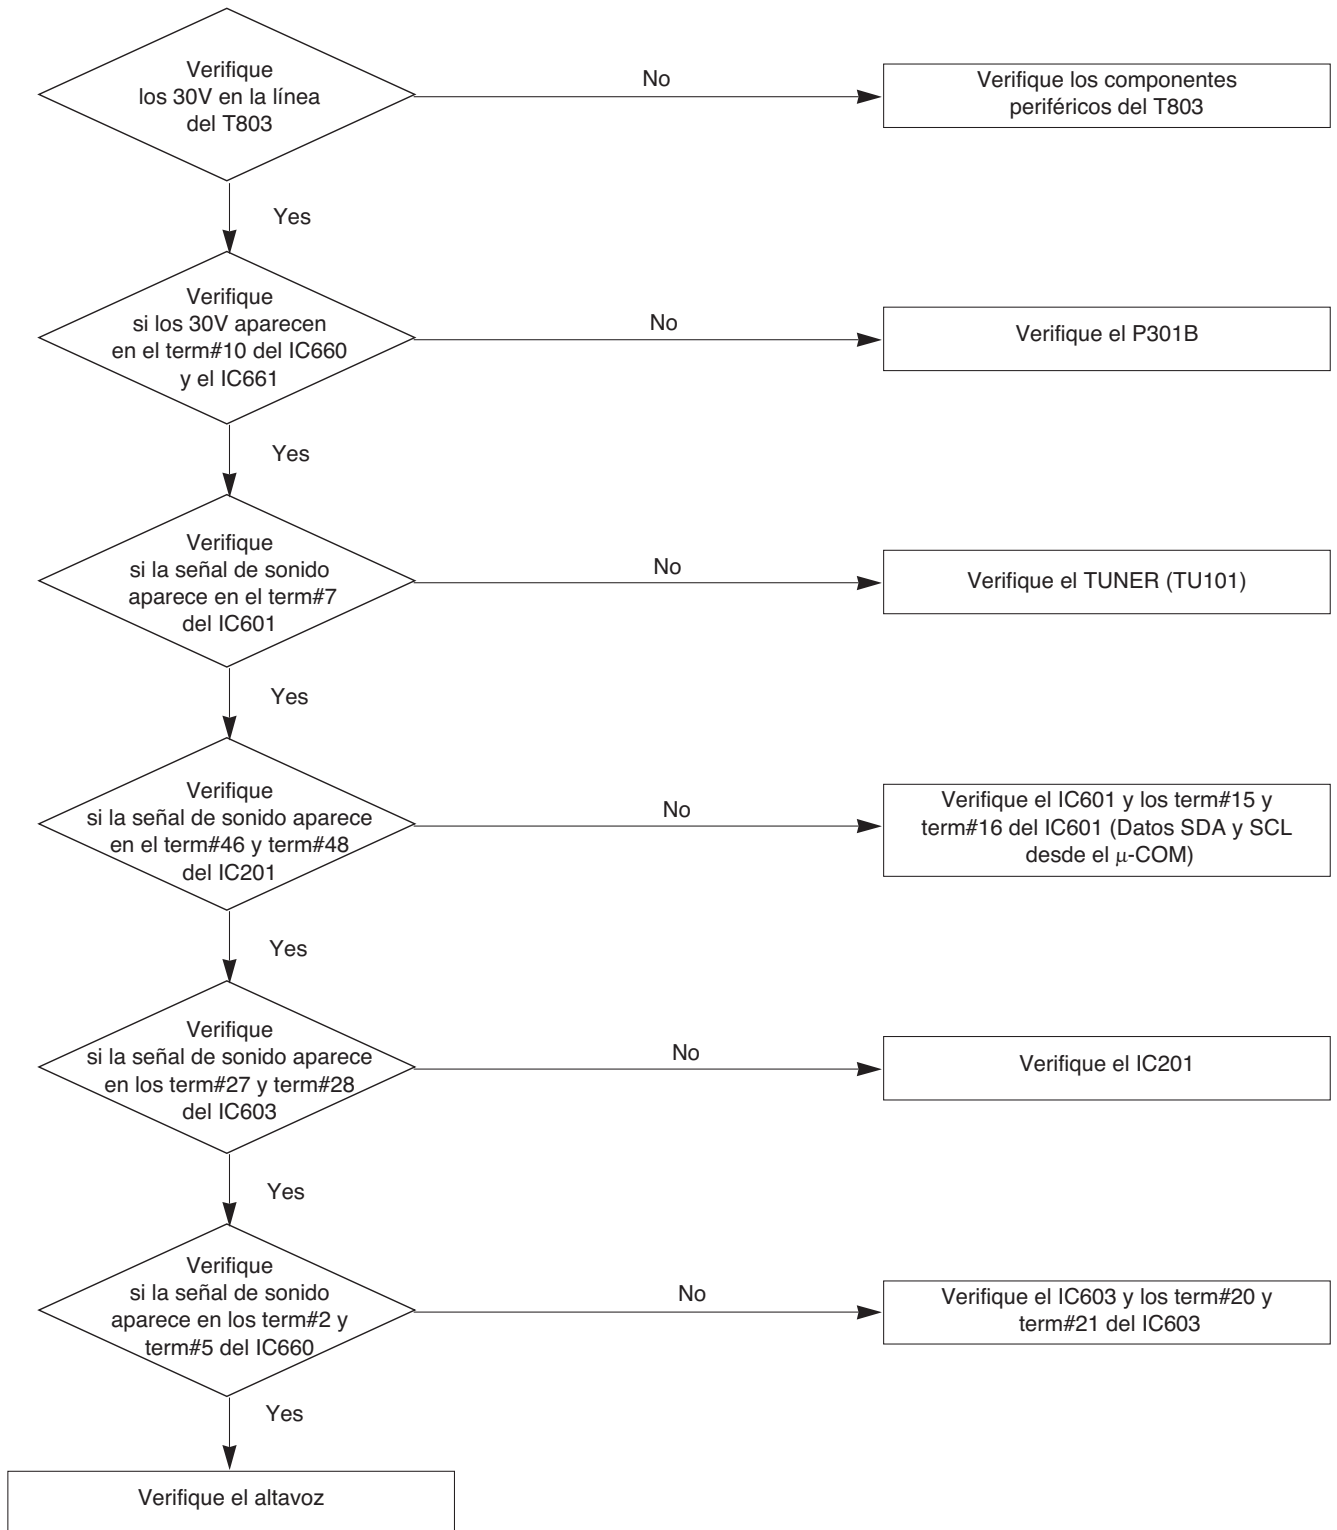 Verifique
los 30V en la línea
del T803
No
Verifique los componentes
periféricos del T803
Yes
Verifique
si los 30V aparecen
en el term#10 del IC660
y el IC661
No
Verifique el P301B
Yes
Verifique
si la señal de sonido
aparece en el term#7
del IC601
No
Verifique el TUNER (TU101)
Yes
Verifique
si la señal de sonido aparece
en el term#46 y term#48
del IC201
No
Verifique el IC601 y los term#15 y
term#16 del IC601 (Datos SDA y SCL
desde el μ-COM)
Yes
Verifique
si la señal de sonido aparece
en los term#27 y term#28
del IC603
No
Verifique el IC201
Yes
Verifique
si la señal de sonido
aparece en los term#2 y
term#5 del IC660
No
Verifique el IC603 y los term#20 y
term#21 del IC603
Yes
Verifique el altavoz